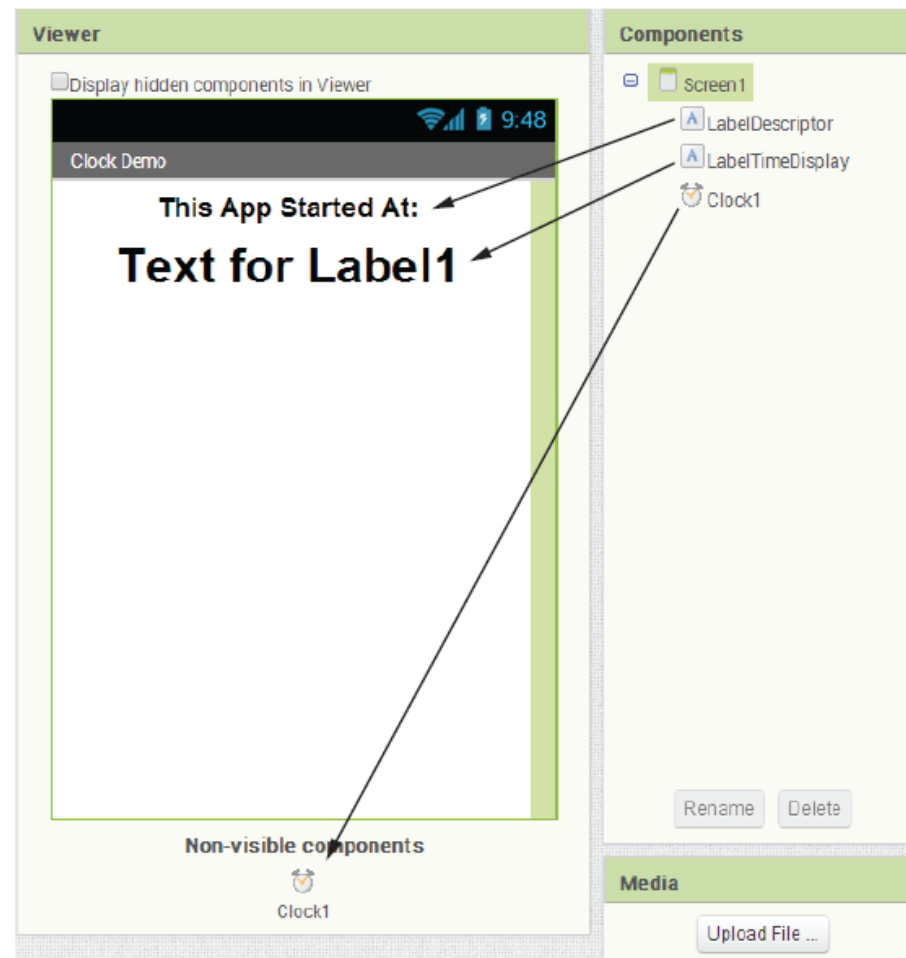 Viewer
Display hidden components in Viewer
9:48
Clock Demo
This App Started At:
Text for Label1
Non-visible components
Clock1
Components
Screen1
A LabelDescriptor
A LabelTimeDisplay
Clock1
Rename Delete
Media
Upload File ...